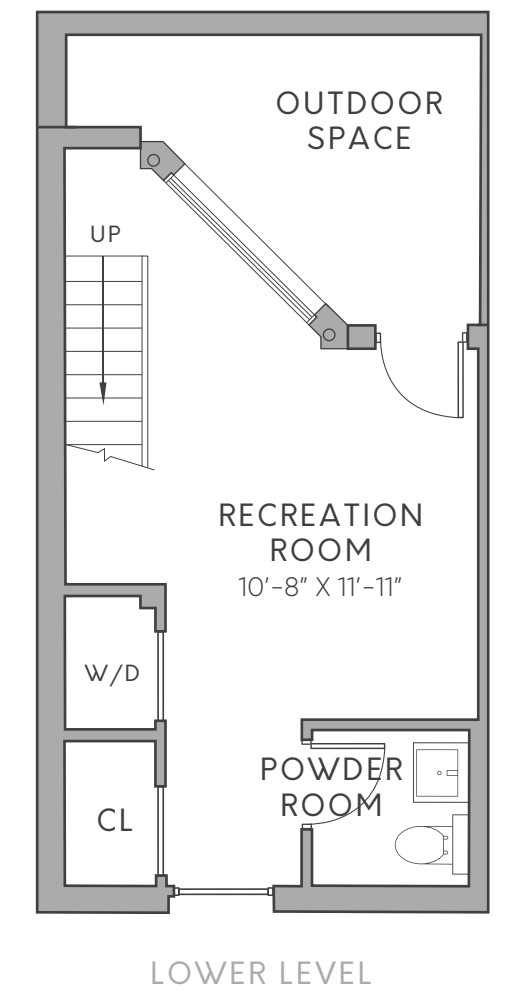 OUTDOOR
SPACE
UP
RECREATION
ROOM
10'-8" X 11'-11"
W/D
POWDER
ROOM
CL
LOWER LEVEL